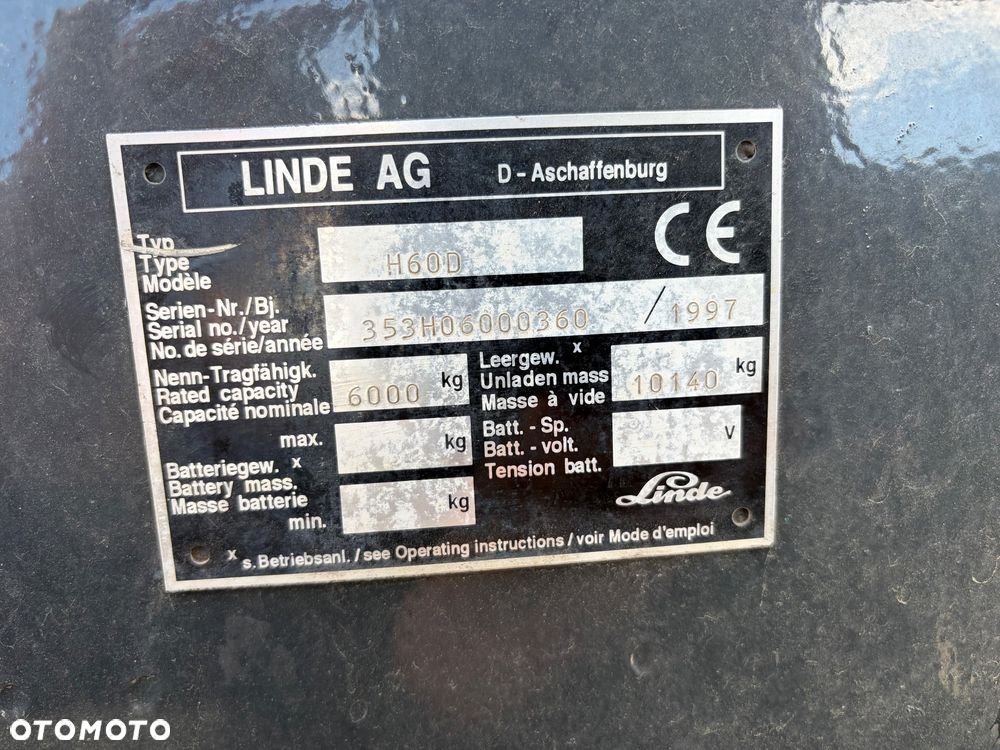 LINDE AG D-Aschaffenburg
Typ
Type
Modèle
H60D
CE
Serien-Nr./Bj.
Serial no./year
No. de série/année
353H06000360 / 1997
Nenn-Tragfähigk.
Rated capacity
Capacité nominale
6000 kg
Leergew. x
Unladen mass
Masse à vide
10140 kg
max. kg
Batteriegew. x
Battery mass.
Masse batterie
min. kg
Batt. - Sp.
Batt. - volt.
Tension batt.
V
Linde
x s. Betriebsanl. / see Operating instructions / voir Mode d'emploi
OTOMOTO